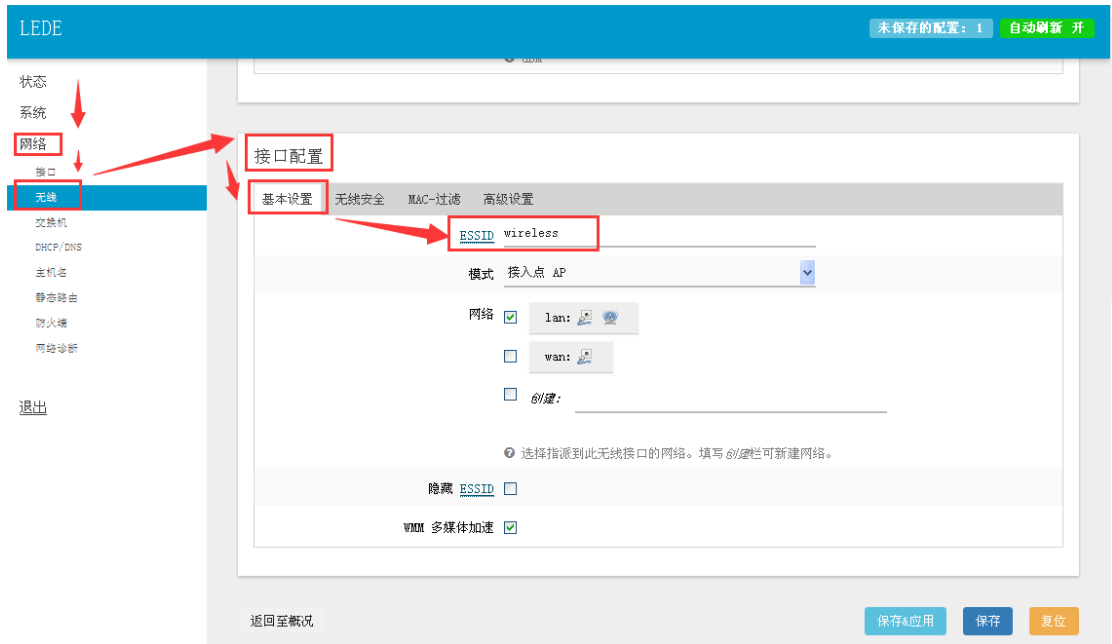 LEDE
未保存的配置: 1
自动刷新 开
状态
系统
网络
接口
无线
交换机
DHCP/DNS
主机名
静态路由
防火墙
网络诊断
退出
接口配置
基本设置 无线安全 MAC-过滤 高级设置
ESSID wireless
模式 接入点 AP
网络 lan:
wan:
创建:
选择指派到此无线接口的网络。填写创建栏可新建网络。
隐藏 ESSID
WMM 多媒体加速
返回至概况
保存&应用 保存 复位